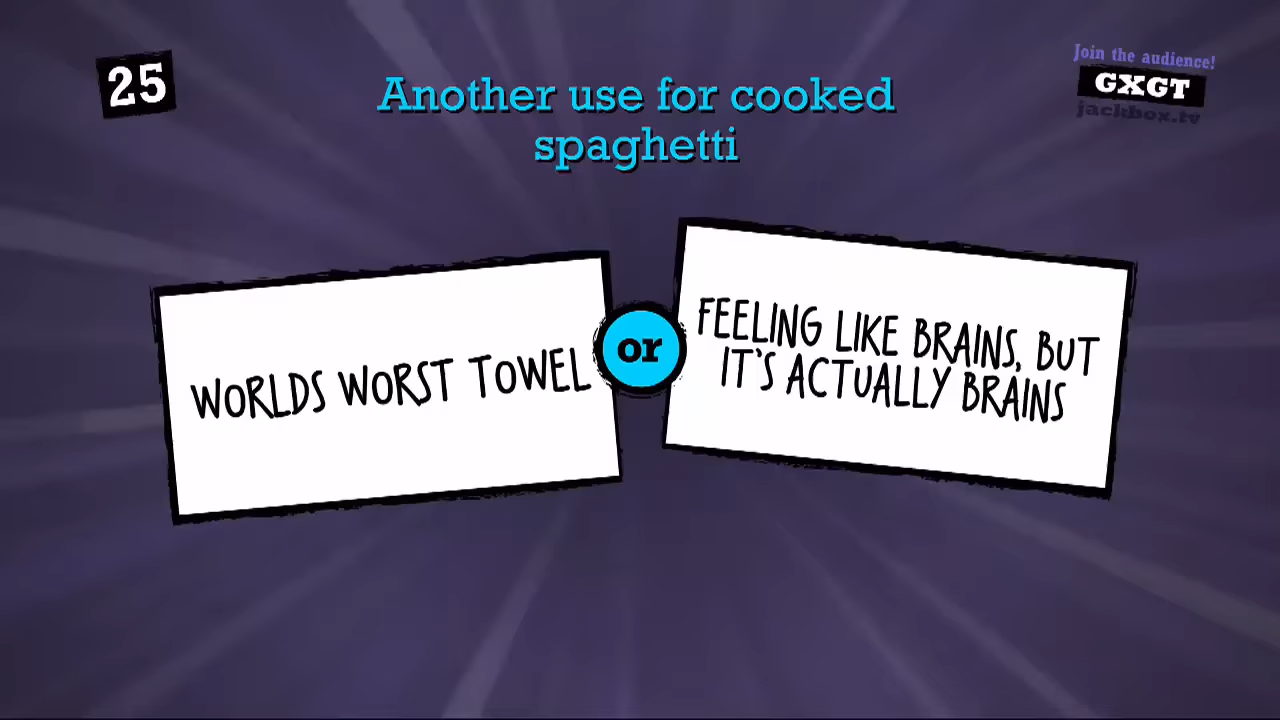 25
Another use for cooked
spaghetti
Join the audience!
GXGT
jackbox.tv
WORLDS WORST TOWEL
or
FEELING LIKE BRAINS, BUT
IT'S ACTUALLY BRAINS